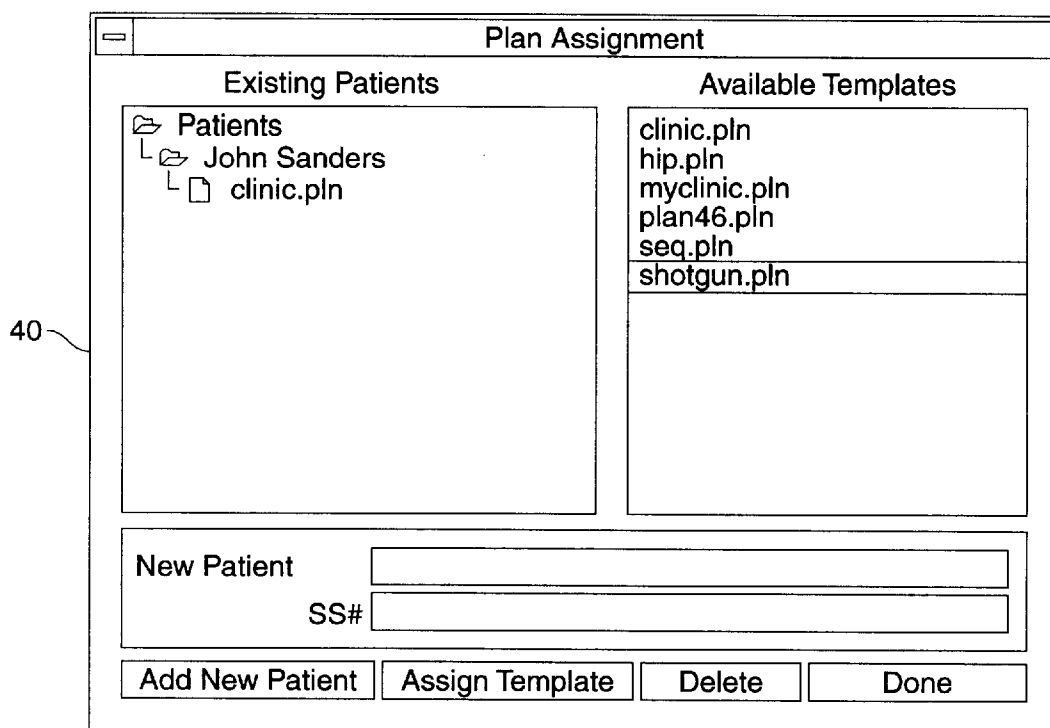 Plan Assignment
Existing Patients
Patients
John Sanders
clinic.pln
Available Templates
clinic.pln
hip.pln
myclinic.pln
plan46.pln
seq.pln
shotgun.pln
40
New Patient
SS#
Add New Patient Assign Template Delete Done